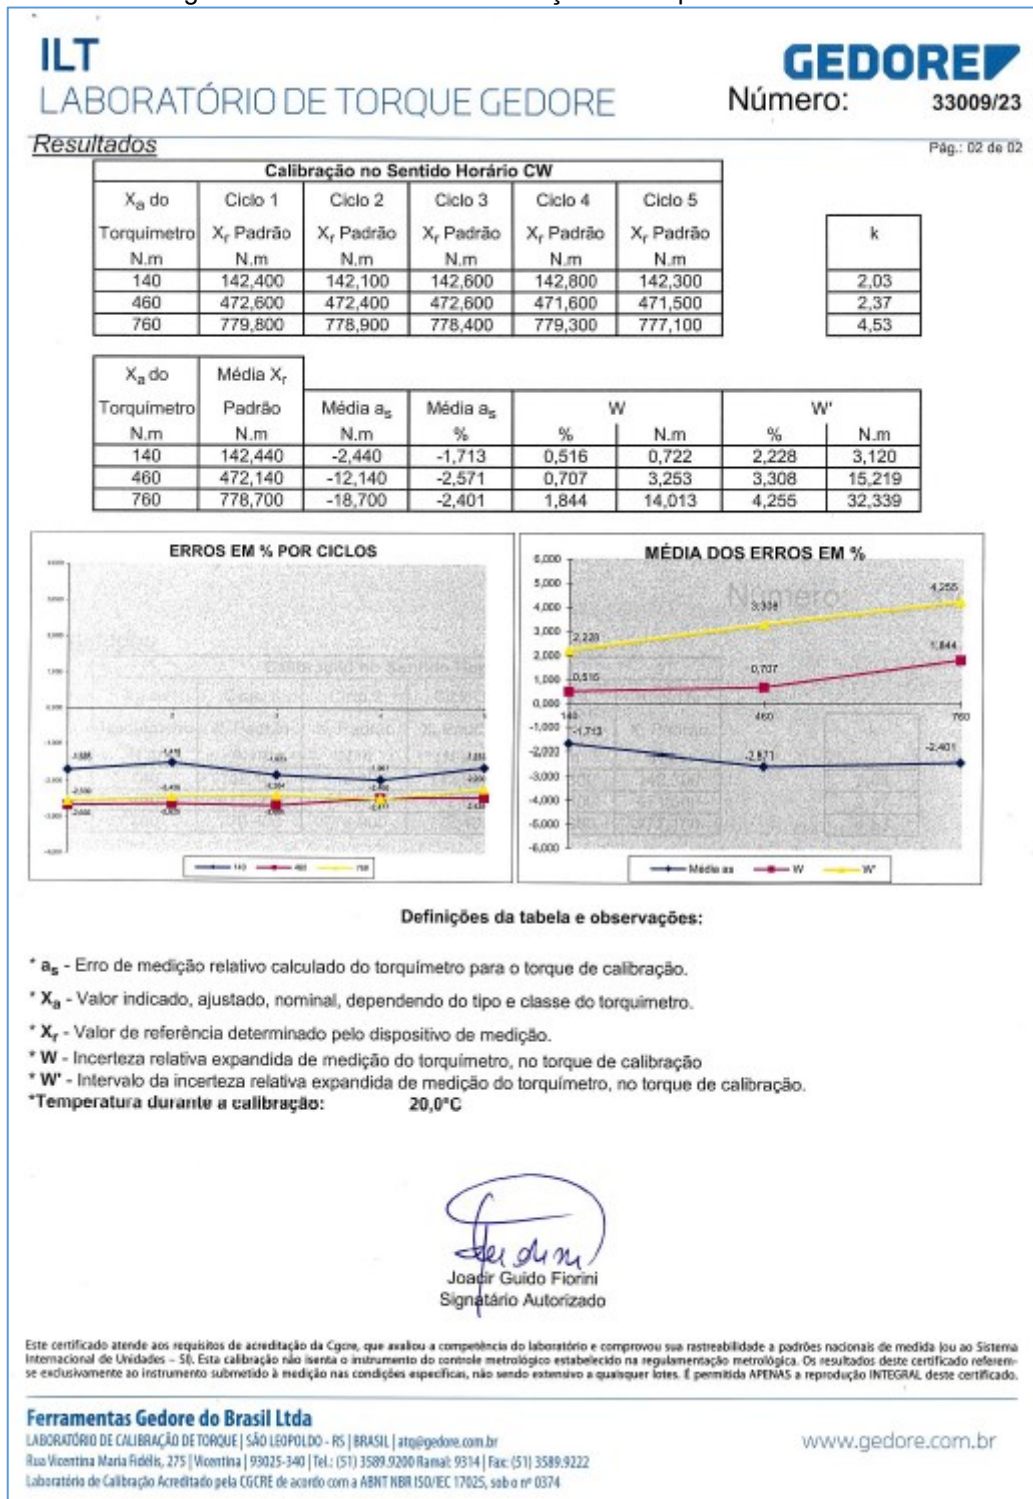 ILT
LABORATÓRIO DE TORQUE GEDORE
GEDORE
Número: 33009/23
Resultados
Pág.: 02 de 02
Calibração no Sentido Horário CW
Xa do Ciclo 1 Ciclo 2 Ciclo 3 Ciclo 4 Ciclo 5
Torquímetro Xr Padrão Xr Padrão Xr Padrão Xr Padrão Xr Padrão k
N.m N.m N.m N.m N.m N.m
140 142,400 142,100 142,600 142,800 142,300 2,03
460 472,600 472,400 472,600 471,600 471,500 2,37
760 779,800 778,900 778,400 779,300 777,100 4,53
Xa do Média Xr
Torquímetro Padrão Média as Média as W W'
N.m N.m N.m % % N.m % N.m
140 142,440 -2,440 -1,713 0,516 0,722 2,228 3,120
460 472,140 -12,140 -2,571 0,707 3,253 3,308 15,219
760 778,700 -18,700 -2,401 1,844 14,013 4,255 32,339
ERROS EM % POR CICLOS
140 460 760
MÉDIA DOS ERROS EM %
6,000
5,000
4,000
3,000
2,000
1,000
0,000
-1,000
-2,000
-3,000
-4,000
-5,000
-6,000
2,228 3,308 4,255
0,516 0,707 1,844
140 460 760
-1,713 -2,571 -2,401
Média as W W'
Definições da tabela e observações:
* as - Erro de medição relativo calculado do torquímetro para o torque de calibração.
* Xa - Valor indicado, ajustado, nominal, dependendo do tipo e classe do torquimetro.
* Xr - Valor de referência determinado pelo dispositivo de medição.
* W - Incerteza relativa expandida de medição do torquímetro, no torque de calibração
* W' - Intervalo da incerteza relativa expandida de medição do torquímetro, no torque de calibração.
*Temperatura durante a calibração: 20,0°C
Joacir Guido Fiorini
Signatário Autorizado
Este certificado atende aos requisitos de acreditação da Cgcre, que avaliou a competência do laboratório e comprovou sua rastreabilidade a padrões nacionais de medida (ou ao Sistema
Internacional de Unidades – SI). Esta calibração não isenta o instrumento do controle metrológico estabelecido na regulamentação metrológica. Os resultados deste certificado referem-
se exclusivamente ao instrumento submetido à medição nas condições específicas, não sendo extensivo a quaisquer lotes. É permitida APENAS a reprodução INTEGRAL deste certificado.
Ferramentas Gedore do Brasil Ltda
LABORATÓRIO DE CALIBRAÇÃO DE TORQUE | SÃO LEOPOLDO - RS | BRASIL | atq@gedore.com.br
Rua Vicentina Maria Fidélis, 275 | Vicentina | 93025-340 | Tel.: (51) 3589.9200 Ramal: 9314 | Fax: (51) 3589.9222
Laboratório de Calibração Acreditado pela CGCRE de acordo com a ABNT NBR ISO/IEC 17025, sob o nº 0374
www.gedore.com.br